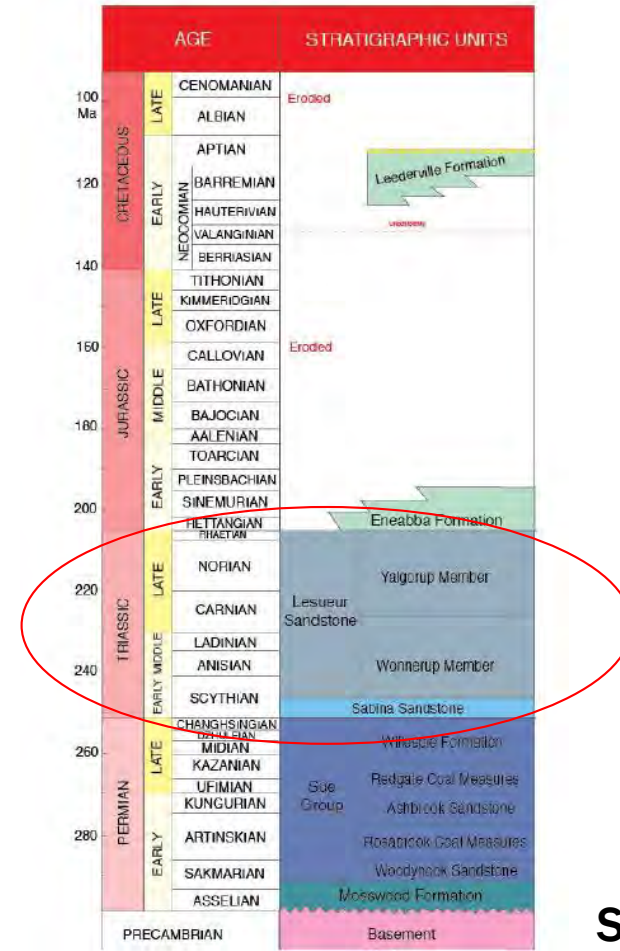 AGE STRATIGRAPHIC UNITS
CENOMANIAN
100
Ma
LATE
Eroded
ALBIAN
CRETACEOUS
APTIAN
Leederville Formation
120
EARLY
NEOCOMIAN
BARREMIAN
HAUTERIVIAN
VALANGINIAN
BERRIASIAN
140
TITHONIAN
LATE
KIMMERIDGIAN
OXFORDIAN
160
Eroded
CALLOVIAN
JURASSIC
MIDDLE
BATHONIAN
BAJOCIAN
180
AALENIAN
TOARCIAN
EARLY
PLEINSBACHIAN
SINEMURIAN
200
HETTANGIAN
Eneabba Formation
RHAETIAN
LATE
NORIAN
Yalgorup Member
220
TRIASSIC
CARNIAN
Lesueur
Sandstone
MIDDLE
LADINIAN
240
ANISIAN
Wonnerup Member
EARLY
SCYTHIAN
Sabina Sandstone
CHANGHSINGIAN
260
LATE
MIDIAN
Willespie Formation
KAZANIAN
UFIMIAN
Redgate Coal Measures
PERMIAN
Sue
Group
KUNGURIAN
Ashbrook Sandstone
280
EARLY
ARTINSKIAN
Rosabrook Coal Measures
SAKMARIAN
Woodynook Sandstone
ASSELIAN
Mosswood Formation
PRECAMBRIAN
Basement
S